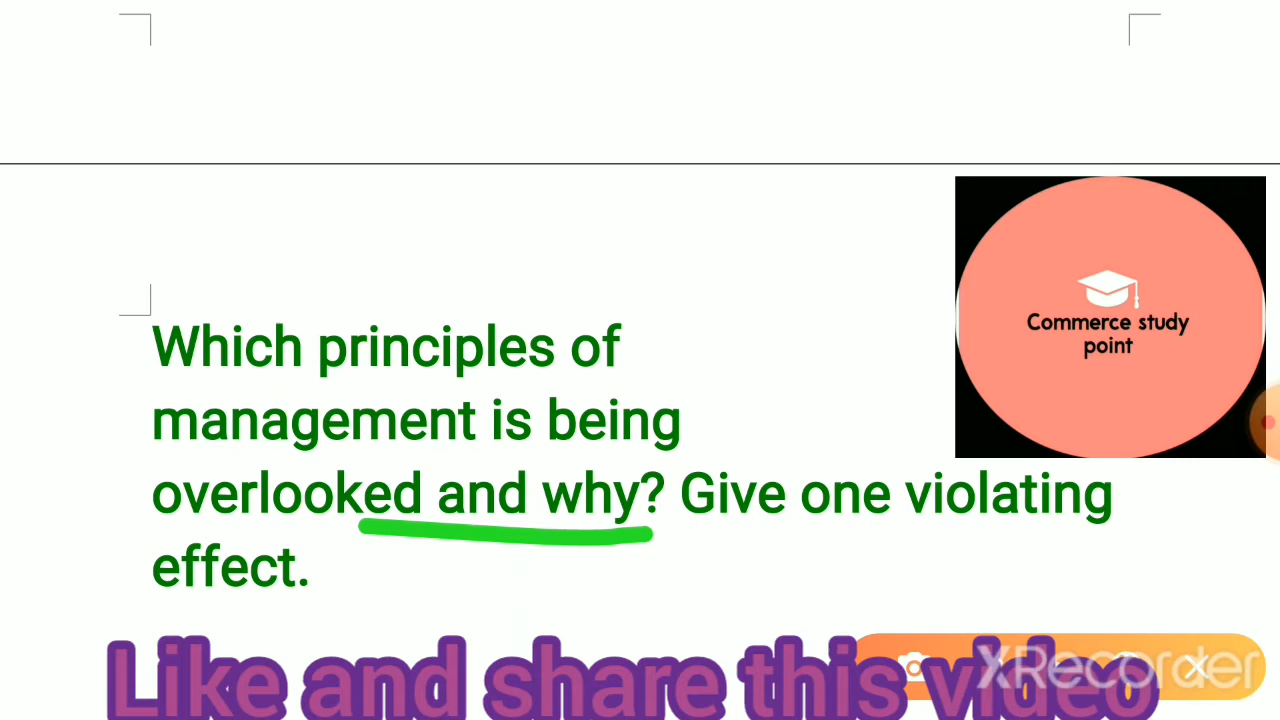 Commerce study
point
Which principles of
management is being
overlooked and why? Give one violating
effect.
Like and share this video
XRecorder